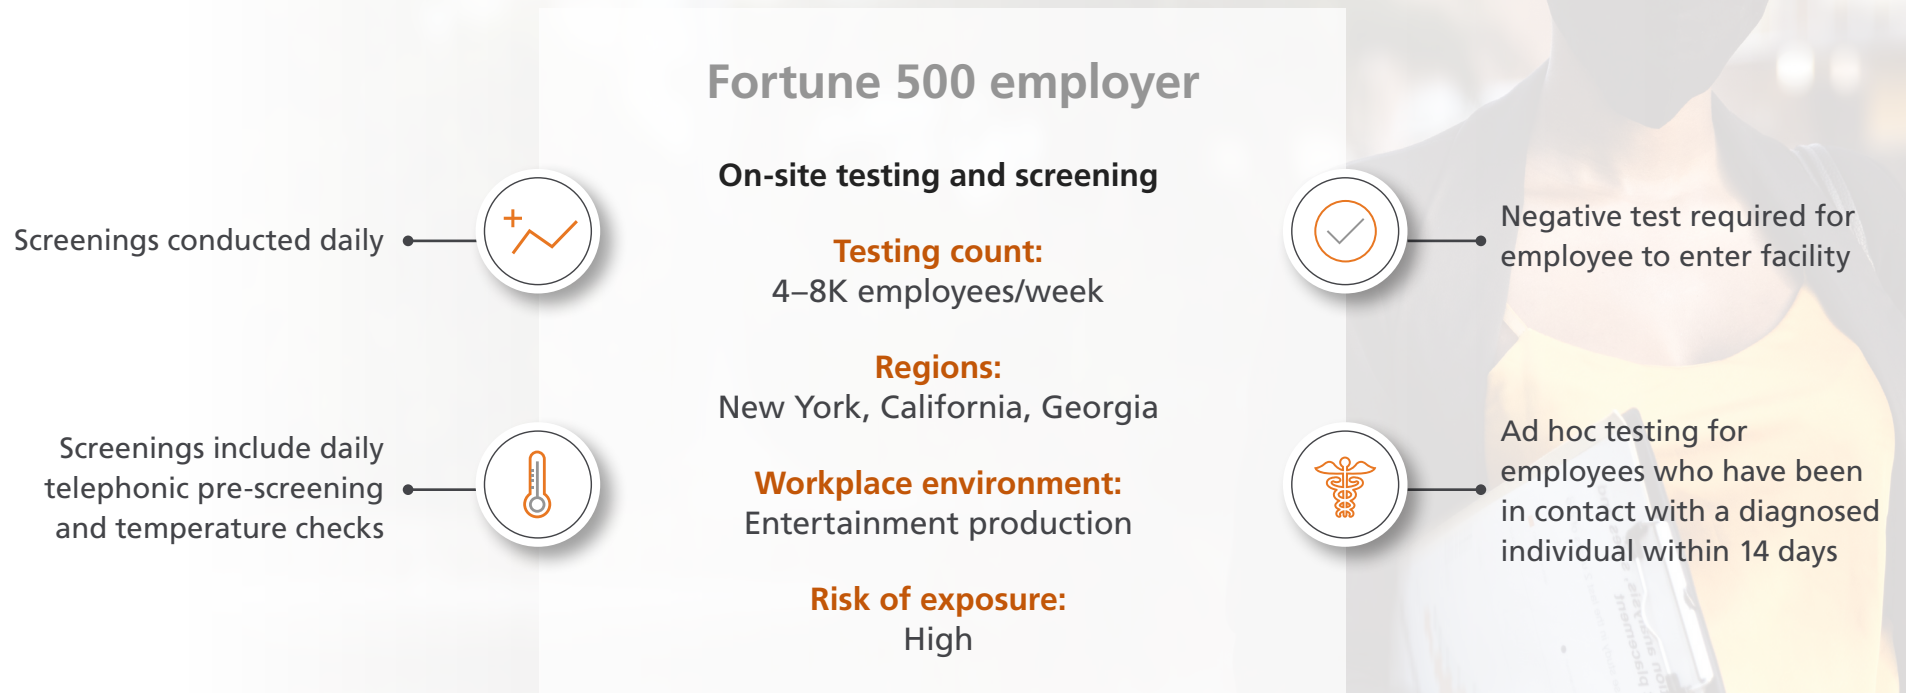 Fortune 500 employer
On-site testing and screening
Testing count:
4–8K employees/week
Regions:
New York, California, Georgia
Workplace environment:
Entertainment production
Risk of exposure:
High
Screenings conducted daily
Screenings include daily
telephonic pre-screening
and temperature checks
Negative test required for
employee to enter facility
Ad hoc testing for
employees who have been
in contact with a diagnosed
individual within 14 days